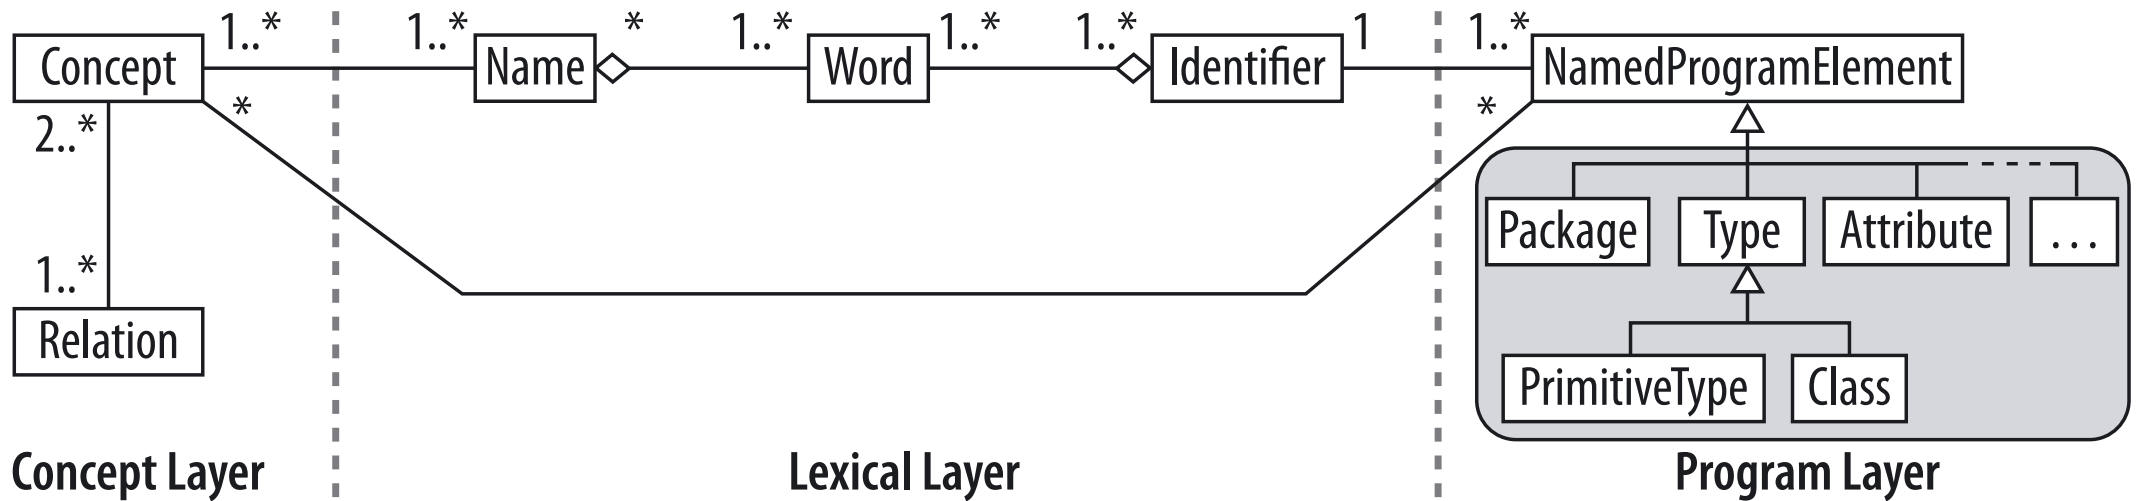 1..* 1..* * 1..* 1..* 1..* 1 1..*
Concept Name Word Identifier NamedProgramElement
* *
2..*
Package Type Attribute ...
1..*
Relation
PrimitiveType Class
Concept Layer Lexical Layer Program Layer